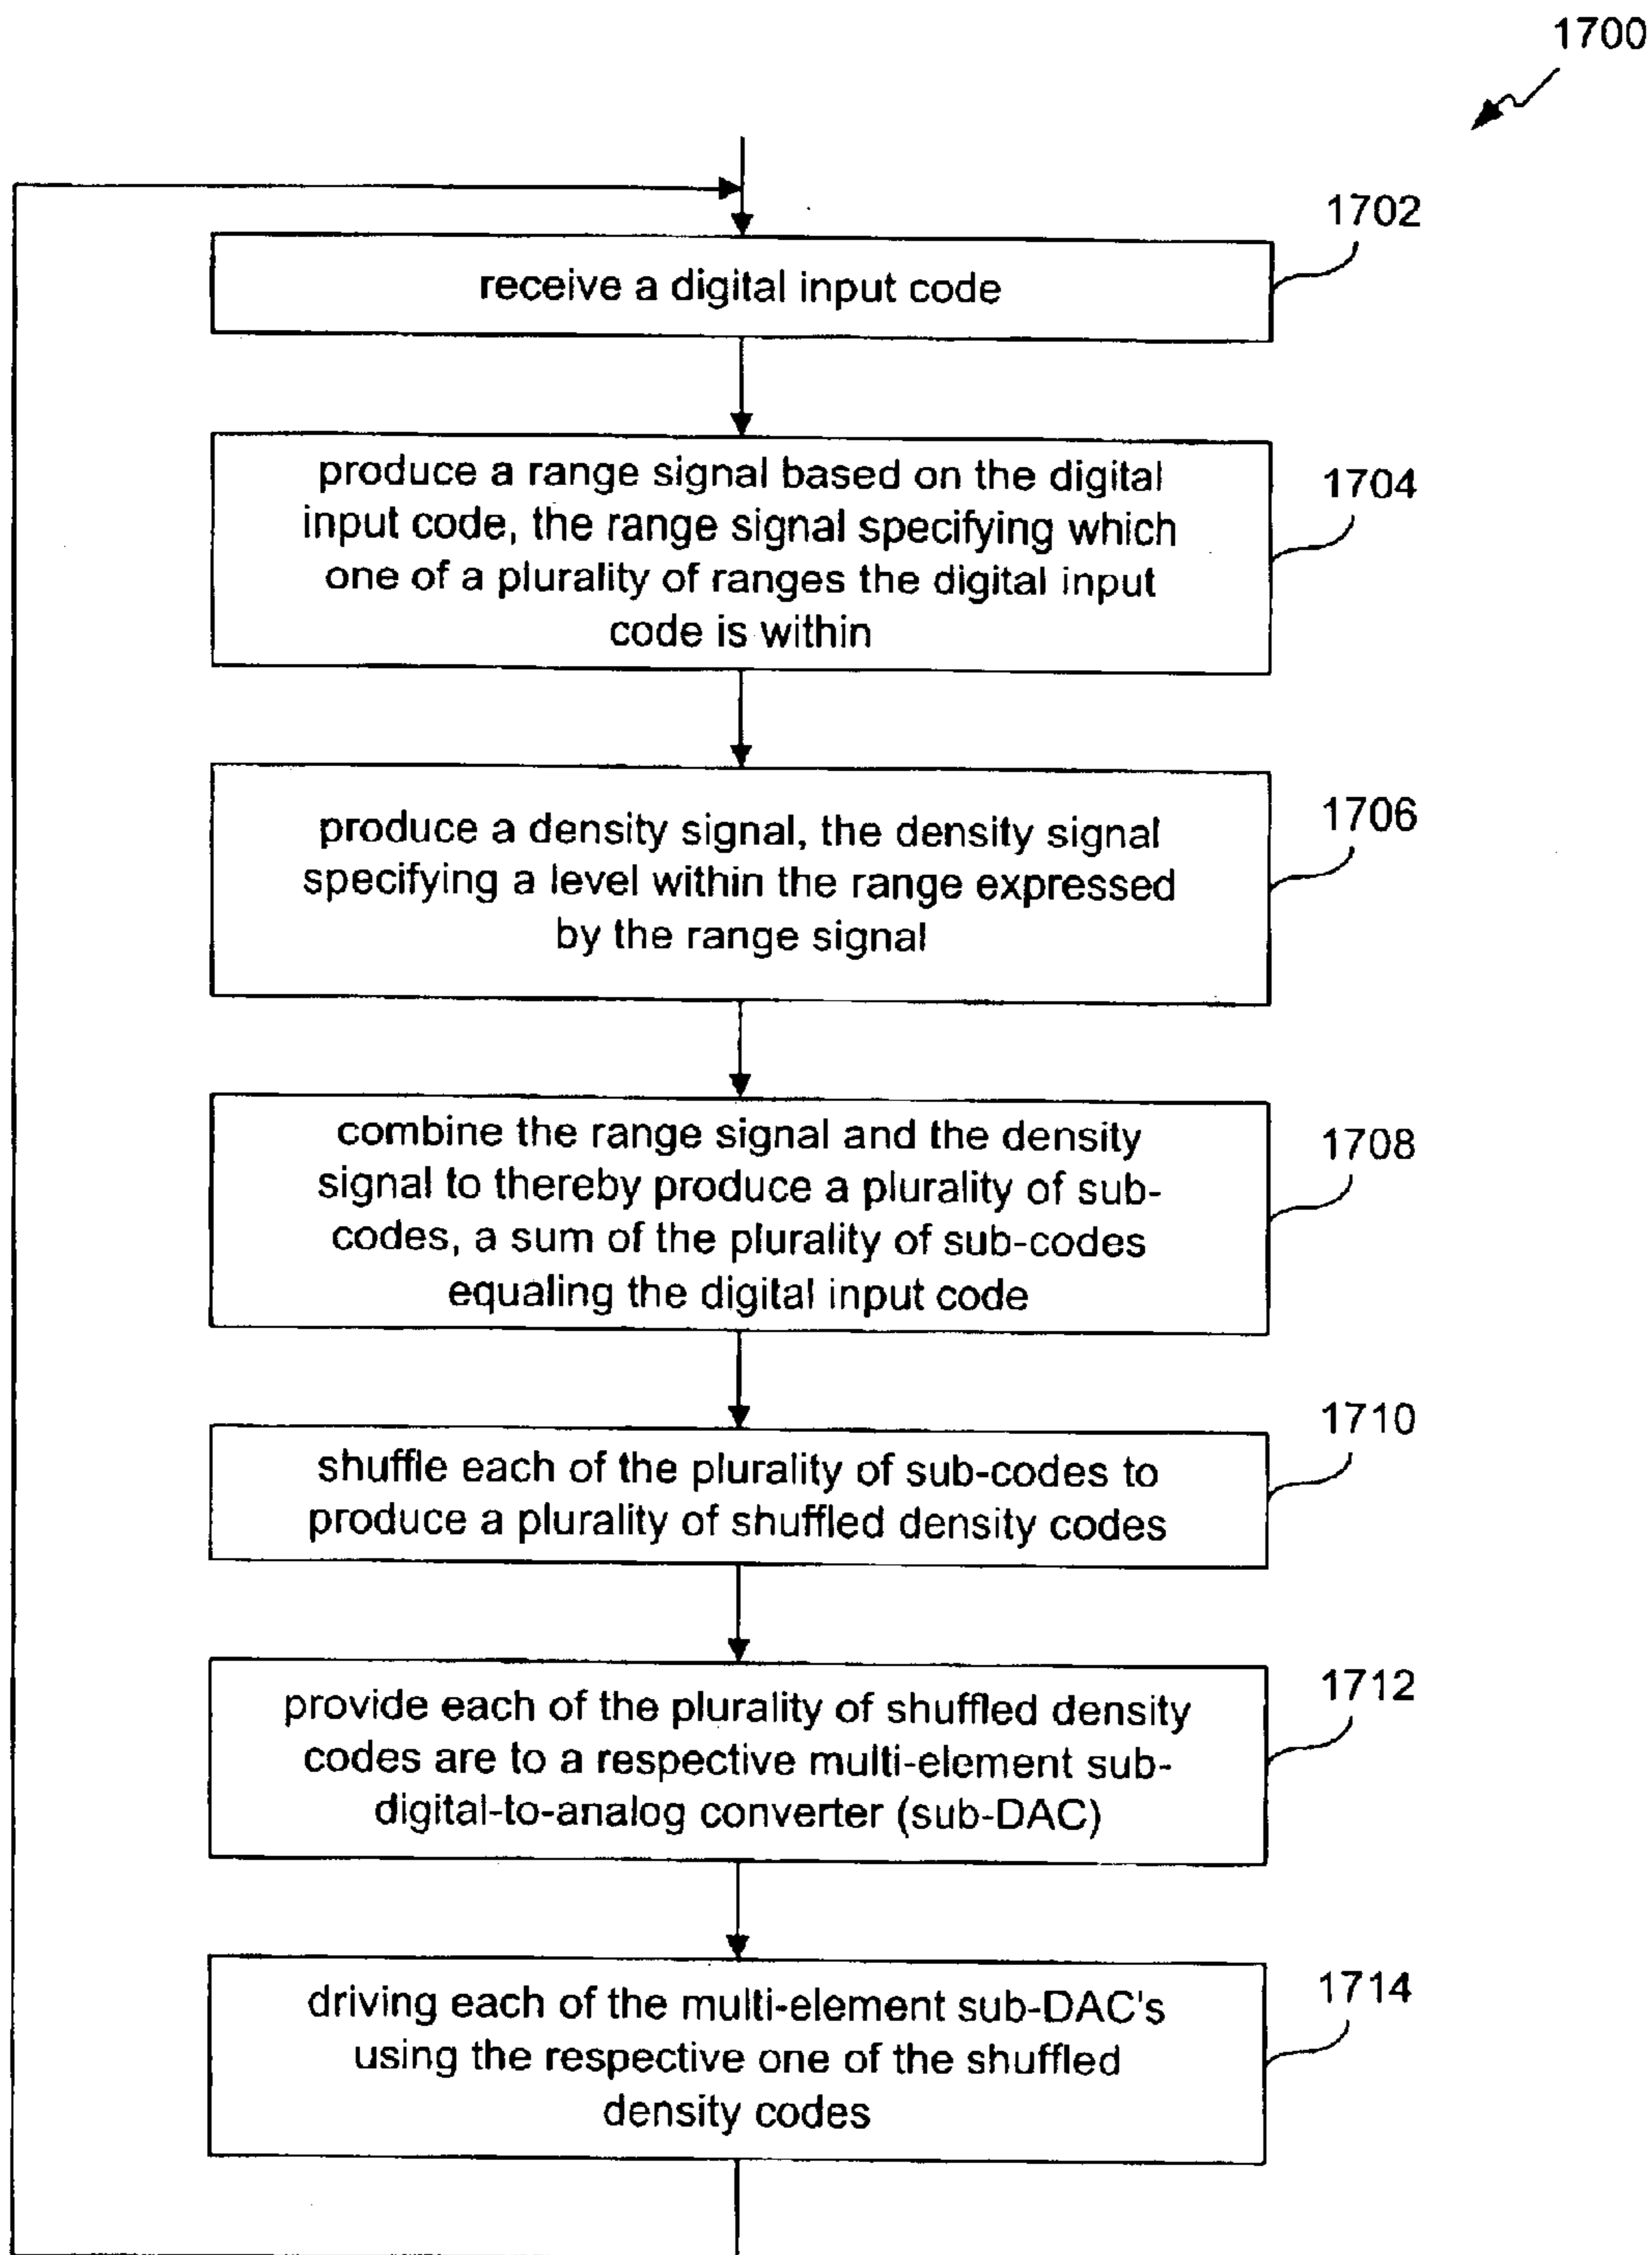 1700
1702
receive a digital input code
1704
produce a range signal based on the digital
input code, the range signal specifying which
one of a plurality of ranges the digital input
code is within
1706
produce a density signal, the density signal
specifying a level within the range expressed
by the range signal
1708
combine the range signal and the density
signal to thereby produce a plurality of sub-
codes, a sum of the plurality of sub-codes
equaling the digital input code
1710
shuffle each of the plurality of sub-codes to
produce a plurality of shuffled density codes
1712
provide each of the plurality of shuffled density
codes are to a respective multi-element sub-
digital-to-analog converter (sub-DAC)
1714
driving each of the multi-element sub-DAC's
using the respective one of the shuffled
density codes